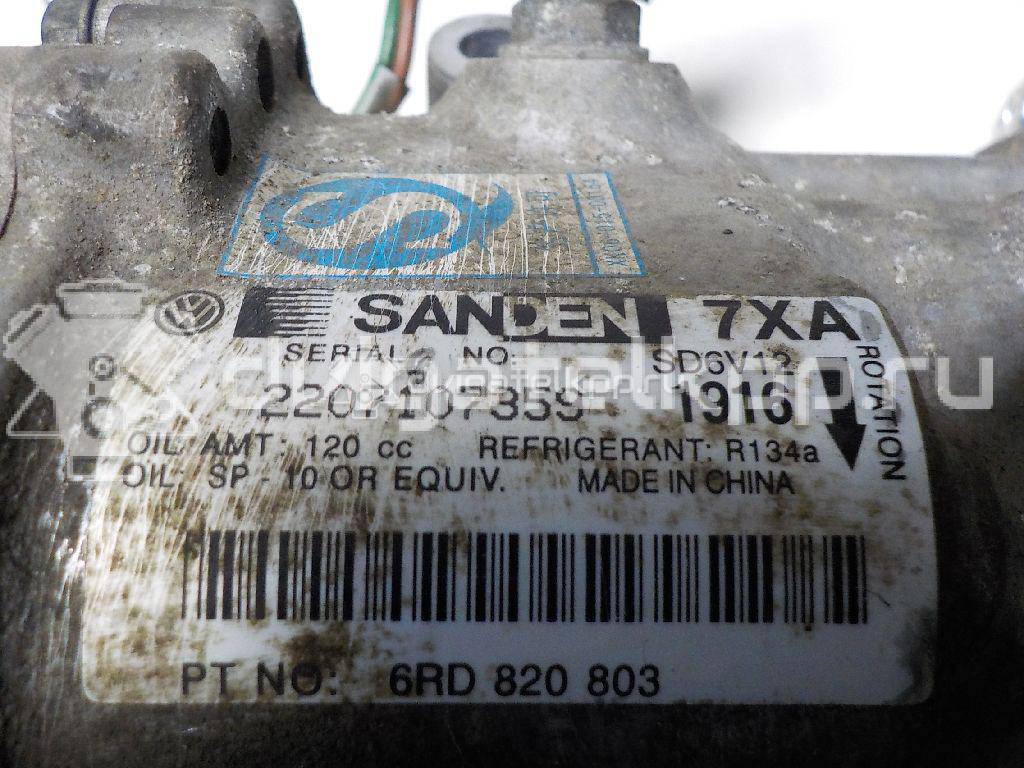 SANDEN 7XA
SERIAL NO. SD6V12
1916
OIL AMT: 120 cc REFRIGERANT: R134a
OIL: SP - 10 OR EQUIV. MADE IN CHINA
ROTATION
PT NO: 6RD 820 803